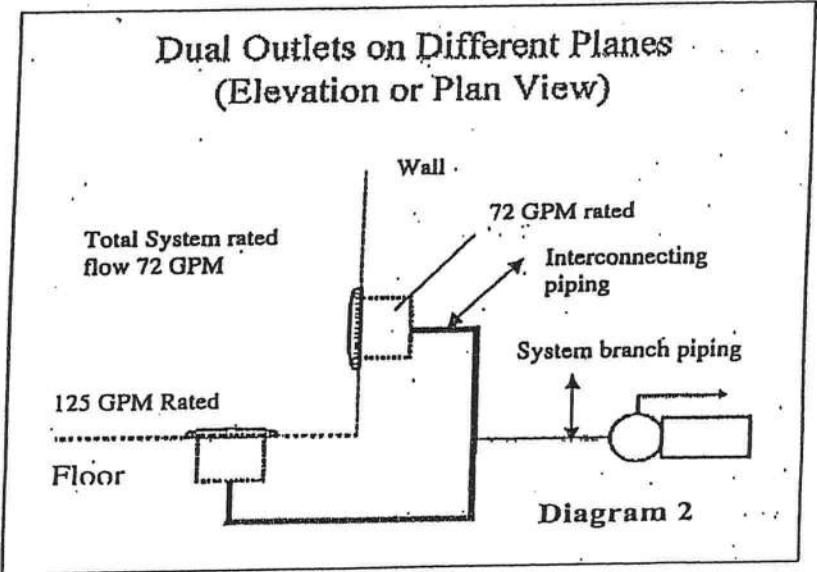 Dual Outlets on Different Planes
(Elevation or Plan View)
Wall
72 GPM rated
Total System rated
flow 72 GPM
Interconnecting
piping
System branch piping
125 GPM Rated
Floor
Diagram 2